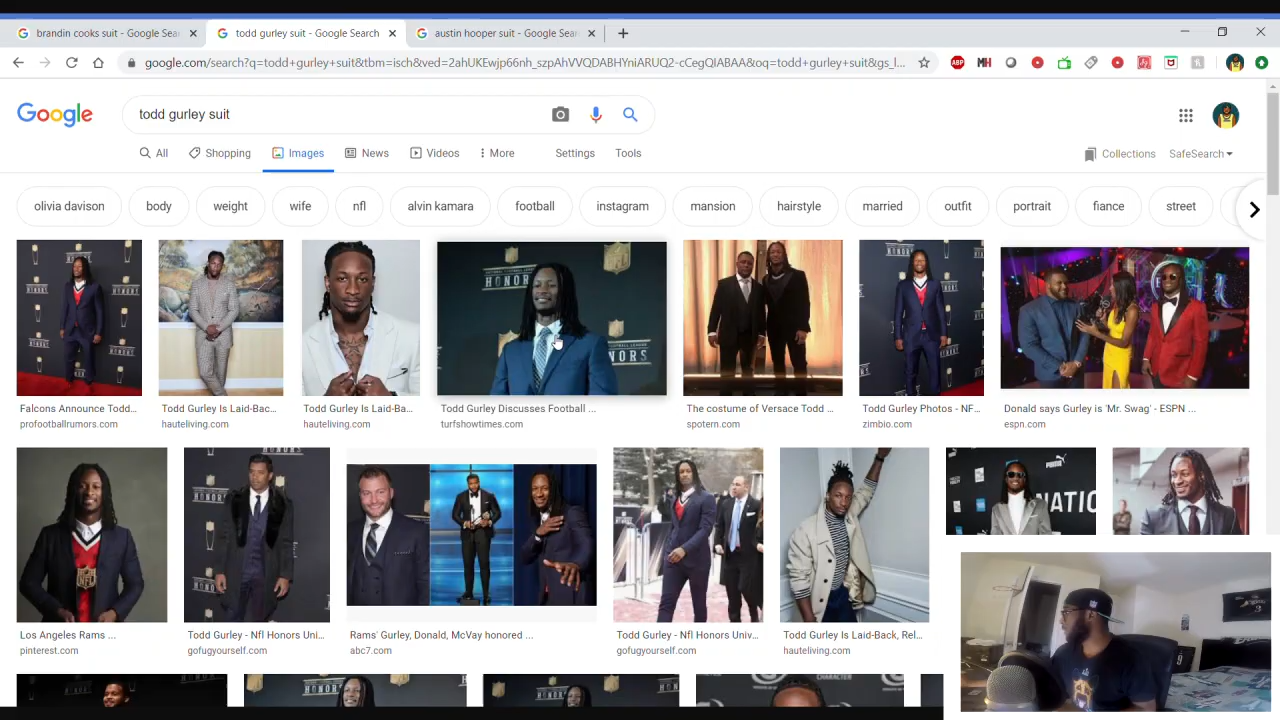 brandin cooks suit - Google Sea
todd gurley suit - Google Search
austin hooper suit - Google Sear
google.com/search?q=todd+gurley+suit&tbm=isch&ved=2ahUKEwjp66nh_szpAhVVQDABHYniARUQ2-cCegQIABAA&oq=todd+gurley+suit&gs_l...
ABP
MH
Google
todd gurley suit
All
Shopping
Images
News
Videos
More
Settings
Tools
Collections
SafeSearch
olivia davison
body
weight
wife
nfl
alvin kamara
football
instagram
mansion
hairstyle
married
outfit
portrait
fiance
street
HONORS
Falcons Announce Todd...
profootballrumors.com
Todd Gurley Is Laid-Bac...
hauteliving.com
Todd Gurley Is Laid-Ba...
hauteliving.com
Todd Gurley Discusses Football ...
turfshowtimes.com
The costume of Versace Todd ...
spotern.com
Todd Gurley Photos - NF...
zimbio.com
Donald says Gurley is 'Mr. Swag' - ESPN ...
espn.com
Los Angeles Rams ...
pinterest.com
Todd Gurley - Nfl Honors Uni...
gofugyourself.com
Rams' Gurley, Donald, McVay honored ...
abc7.com
Todd Gurley - Nfl Honors Univ...
gofugyourself.com
Todd Gurley Is Laid-Back, Rel...
hauteliving.com
NATIO